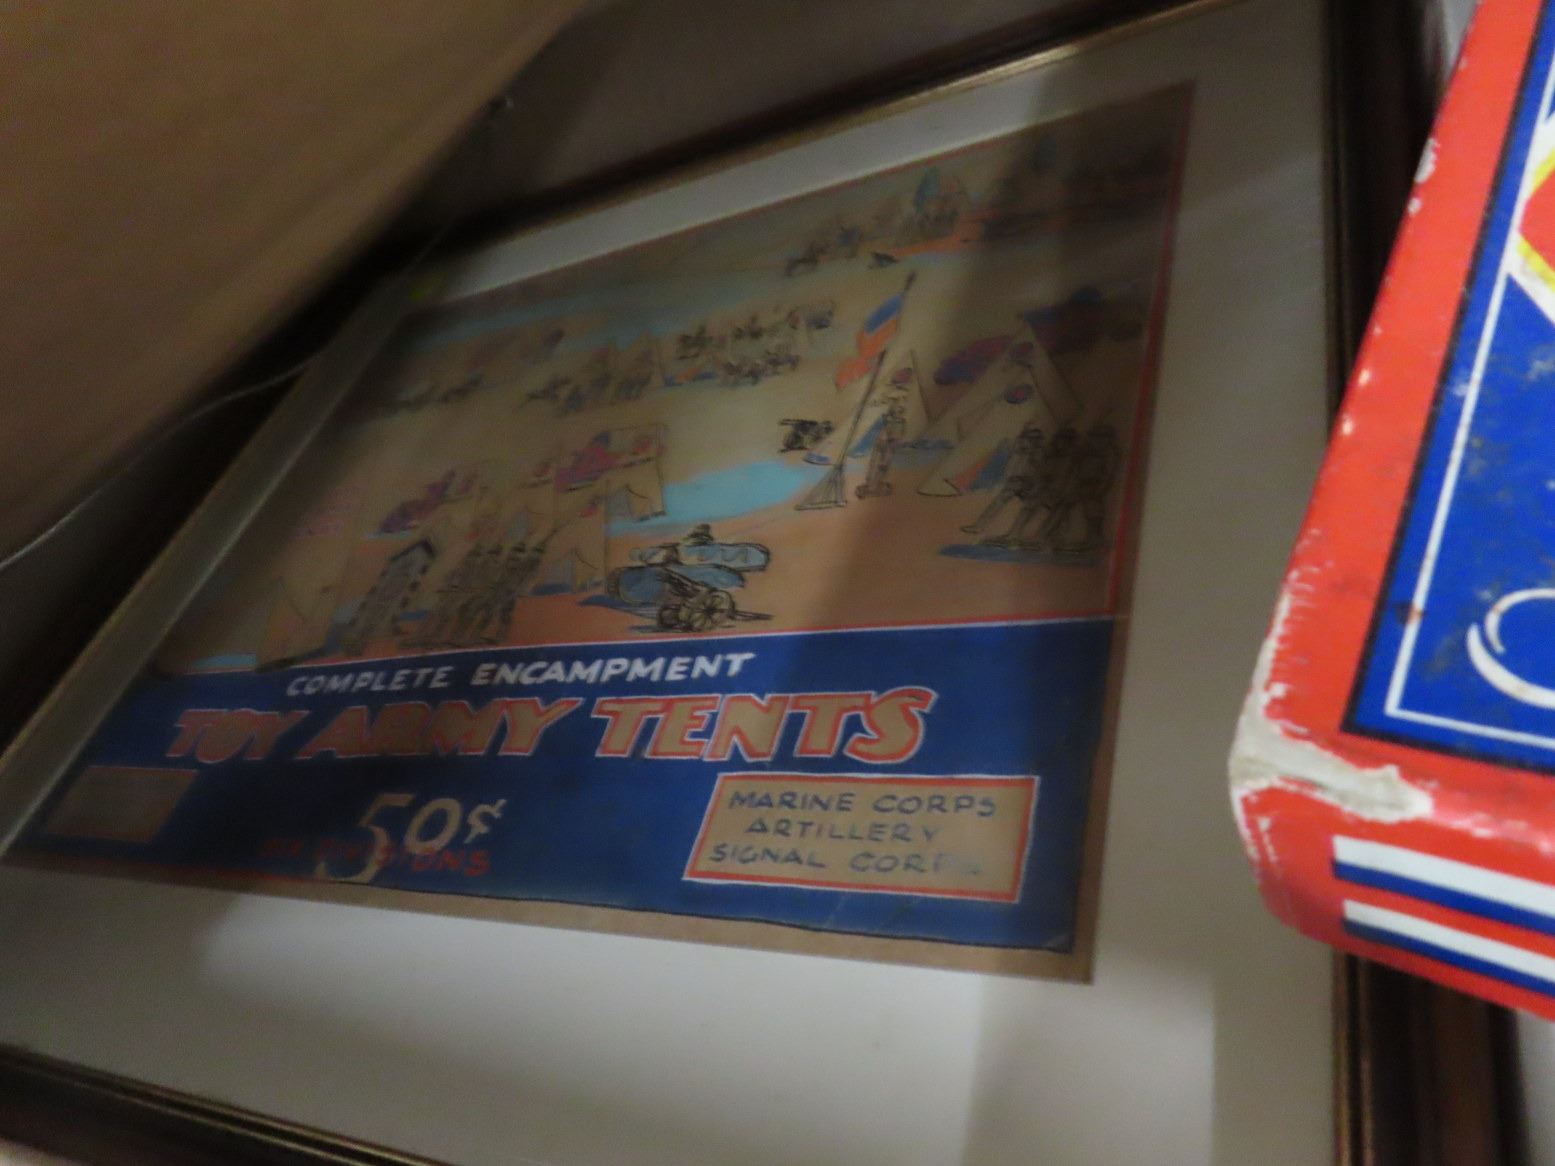 COMPLETE ENCAMPMENT
TOY ARMY TENTS
50¢
MARINE CORPS
ARTILLERY
SIGNAL CORPS